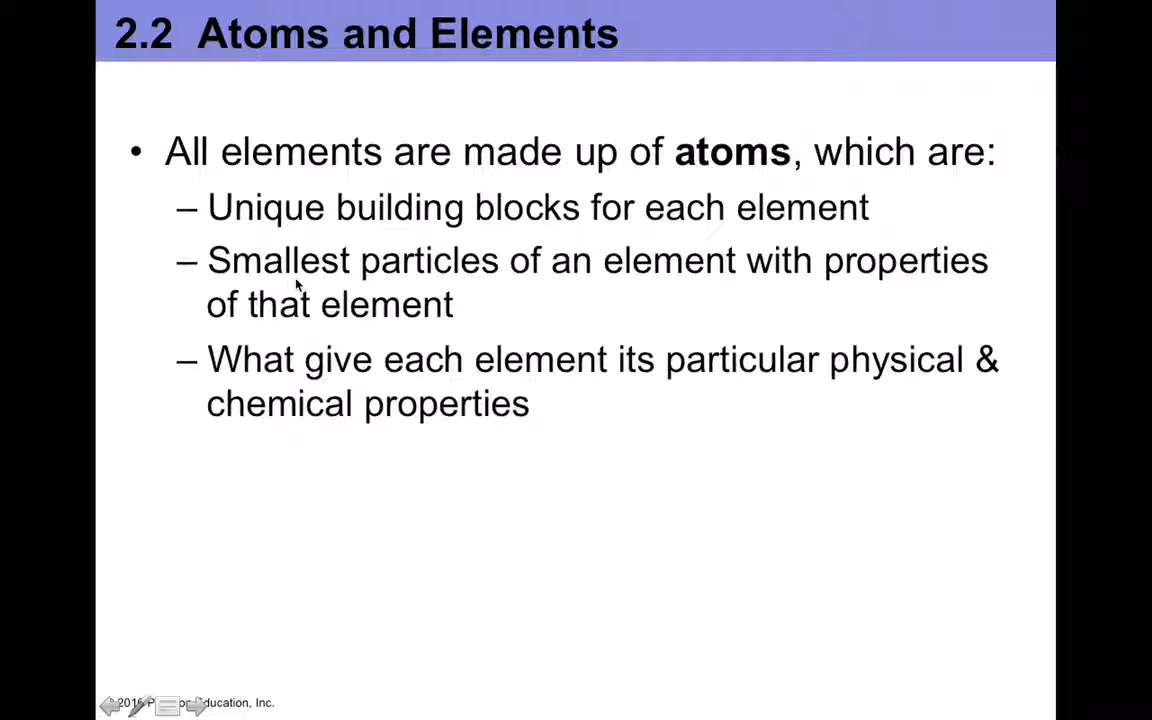 2.2 Atoms and Elements
• All elements are made up of atoms, which are:
– Unique building blocks for each element
– Smallest particles of an element with properties
of that element
– What give each element its particular physical &
chemical properties
Education, Inc.